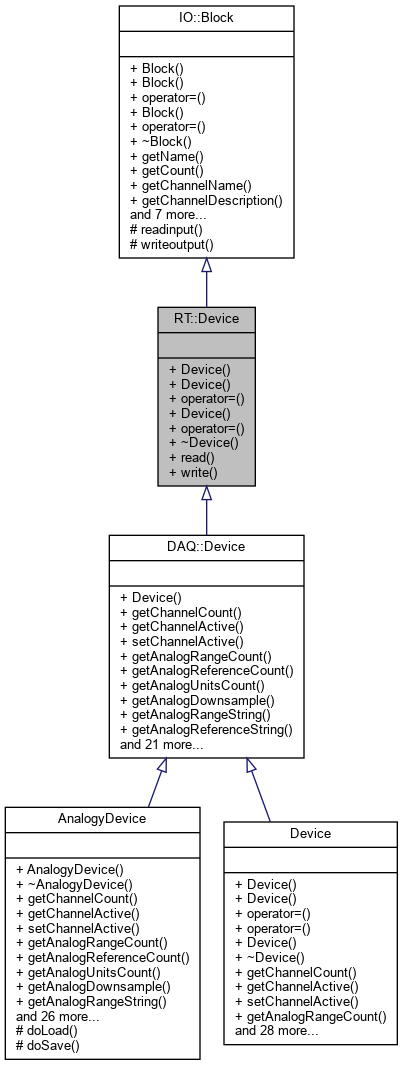 IO::Block
+ Block()
+ Block()
+ operator=()
+ Block()
+ operator=()
+ ~Block()
+ getName()
+ getCount()
+ getChannelName()
+ getChannelDescription()
and 7 more...
# readinput()
# writeoutput()
RT::Device
+ Device()
+ Device()
+ operator=()
+ Device()
+ operator=()
+ ~Device()
+ read()
+ write()
DAQ::Device
+ Device()
+ getChannelCount()
+ getChannelActive()
+ setChannelActive()
+ getAnalogRangeCount()
+ getAnalogReferenceCount()
+ getAnalogUnitsCount()
+ getAnalogDownsample()
+ getAnalogRangeString()
+ getAnalogReferenceString()
and 21 more...
AnalogyDevice
+ AnalogyDevice()
+ ~AnalogyDevice()
+ getChannelCount()
+ getChannelActive()
+ setChannelActive()
+ getAnalogRangeCount()
+ getAnalogReferenceCount()
+ getAnalogUnitsCount()
+ getAnalogDownsample()
+ getAnalogRangeString()
and 26 more...
# doLoad()
# doSave()
Device
+ Device()
+ Device()
+ operator=()
+ operator=()
+ Device()
+ ~Device()
+ getChannelCount()
+ getChannelActive()
+ setChannelActive()
+ getAnalogRangeCount()
and 28 more...